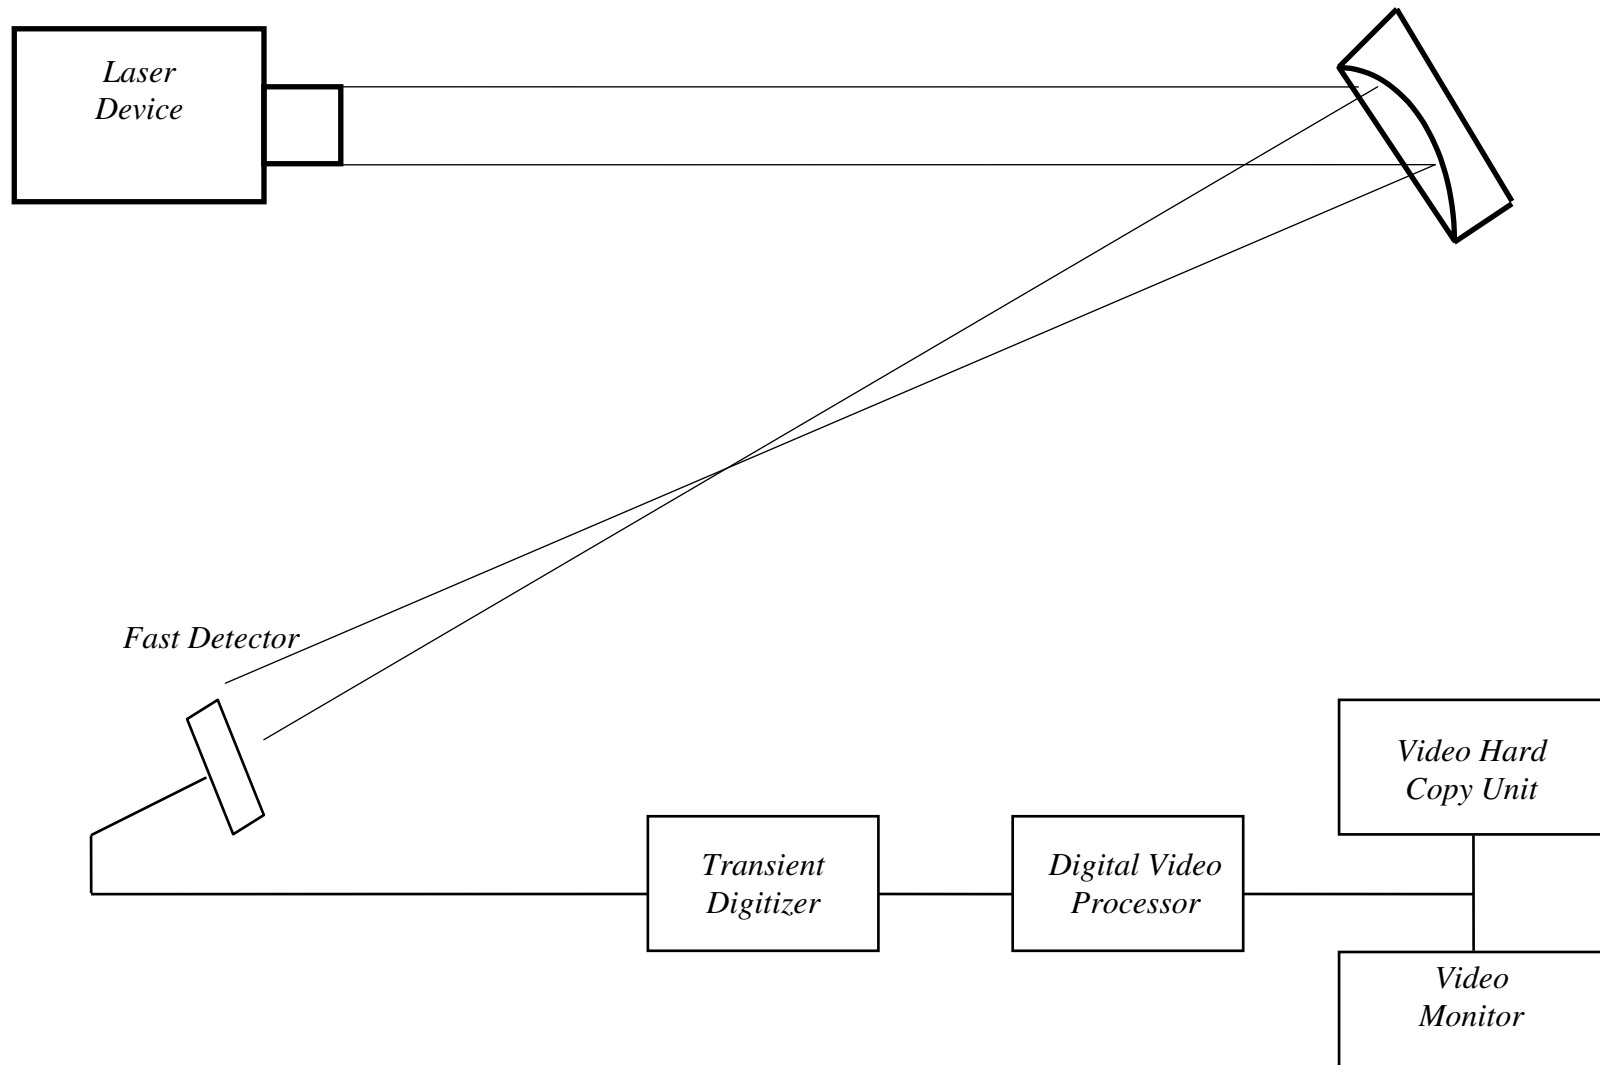 Laser
Device
Fast Detector
Video Hard
Copy Unit
Transient
Digitizer
Digital Video
Processor
Video
Monitor